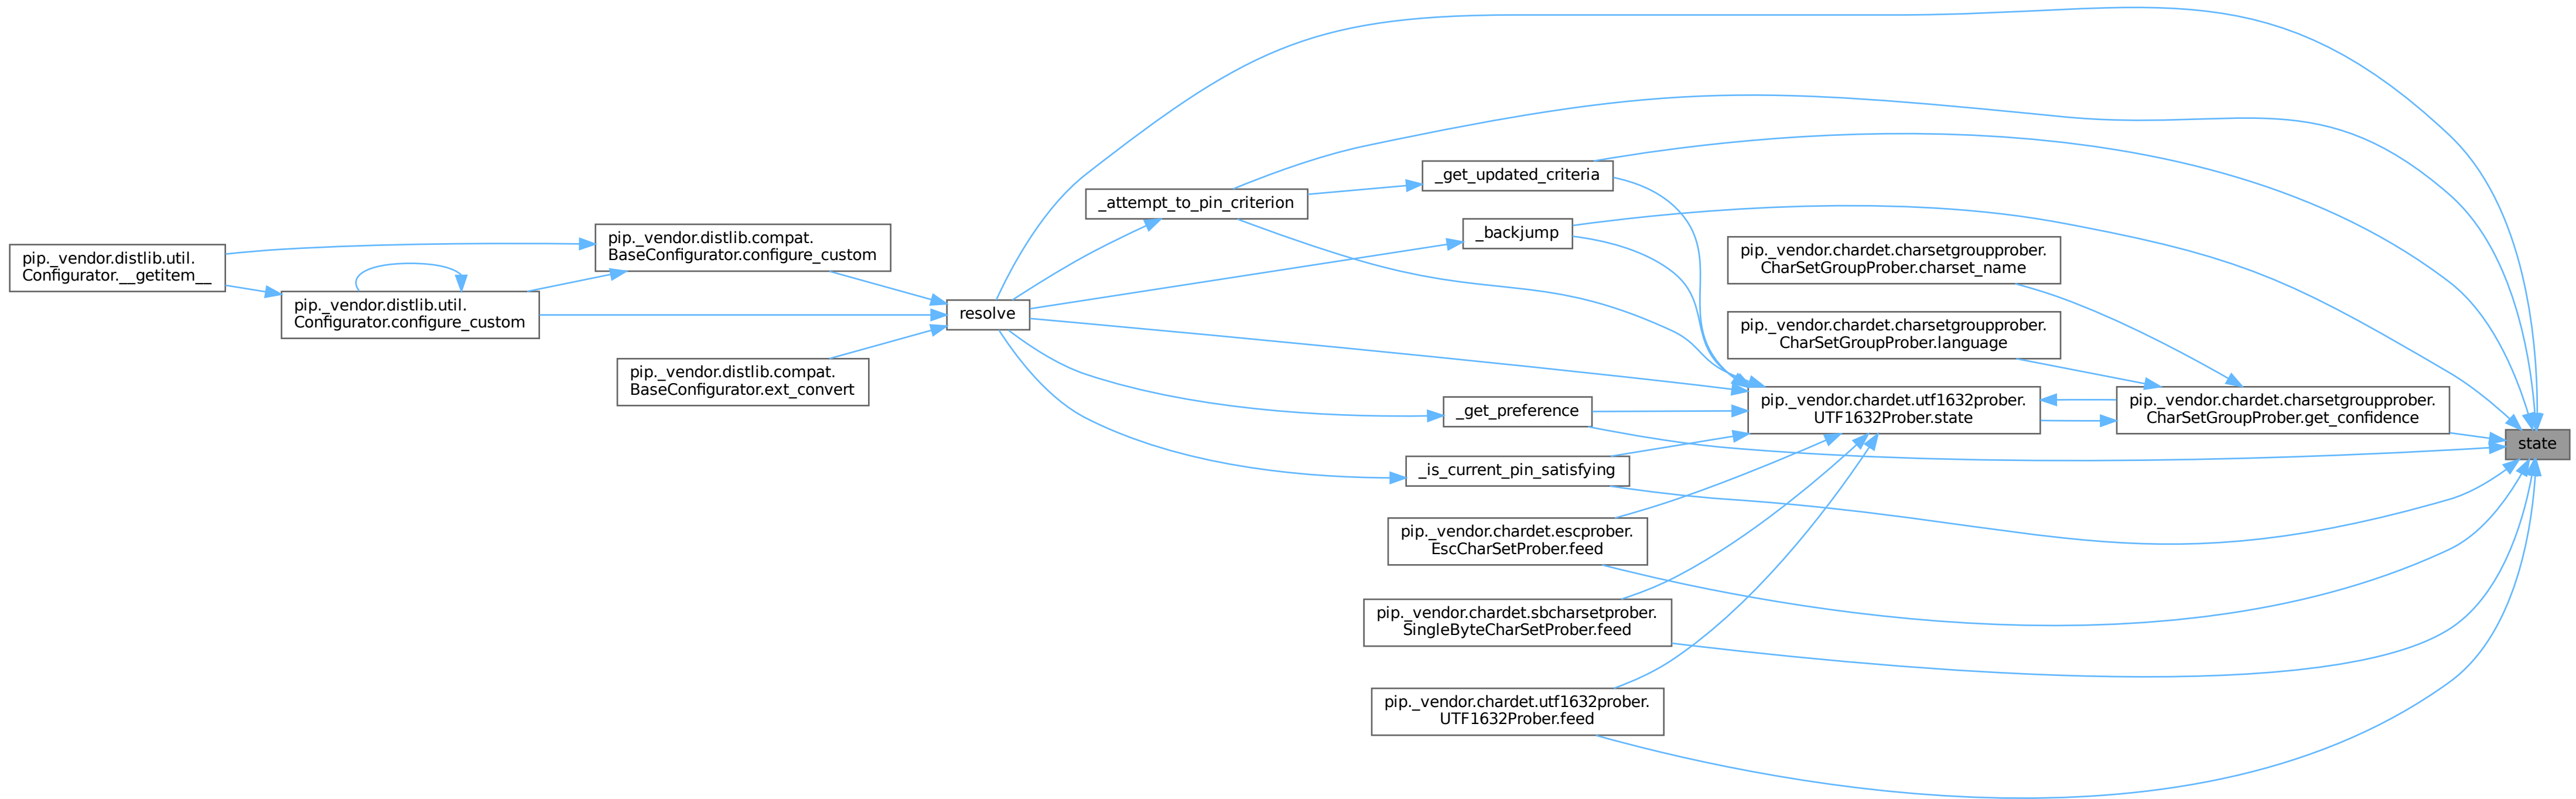 pip._vendor.distlib.util.
Configurator.__getitem__
pip._vendor.distlib.util.
Configurator.configure_custom
pip._vendor.distlib.compat.
BaseConfigurator.configure_custom
pip._vendor.distlib.compat.
BaseConfigurator.ext_convert
resolve
_attempt_to_pin_criterion
_get_updated_criteria
_backjump
_get_preference
_is_current_pin_satisfying
pip._vendor.chardet.escprober.
EscCharSetProber.feed
pip._vendor.chardet.sbcharsetprober.
SingleByteCharSetProber.feed
pip._vendor.chardet.utf1632prober.
UTF1632Prober.feed
pip._vendor.chardet.charsetgroupprober.
CharSetGroupProber.charset_name
pip._vendor.chardet.charsetgroupprober.
CharSetGroupProber.language
pip._vendor.chardet.utf1632prober.
UTF1632Prober.state
pip._vendor.chardet.charsetgroupprober.
CharSetGroupProber.get_confidence
state